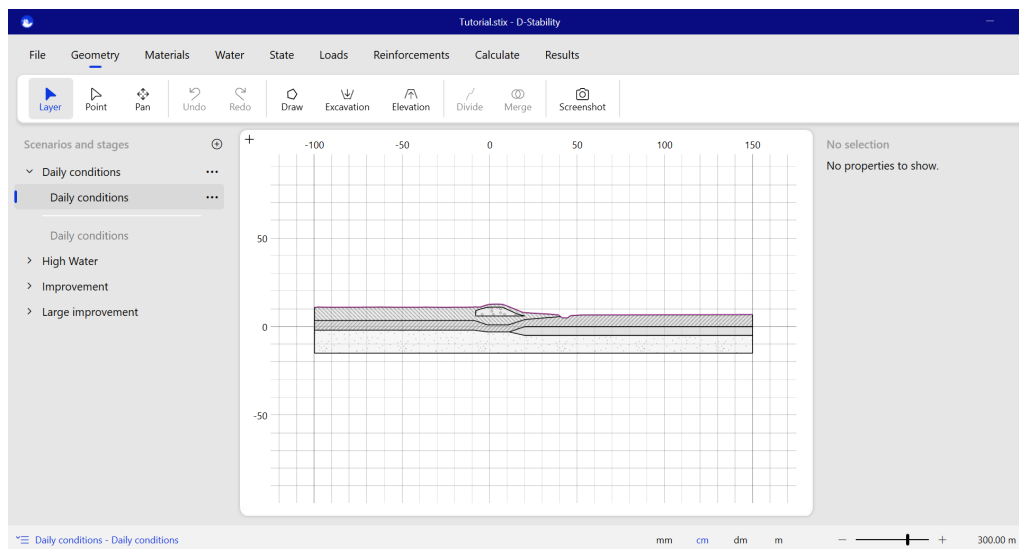 Tutorial.stix - D-Stability
File Geometry Materials Water State Loads Reinforcements Calculate Results
Layer Point Pan Undo Redo Draw Excavation Elevation Divide Merge Screenshot
Scenarios and stages
Daily conditions
Daily conditions
Daily conditions
High Water
Improvement
Large improvement
-100 -50 0 50 100 150
50
0
-50
No selection
No properties to show.
Daily conditions - Daily conditions
mm cm dm m
300.00 m